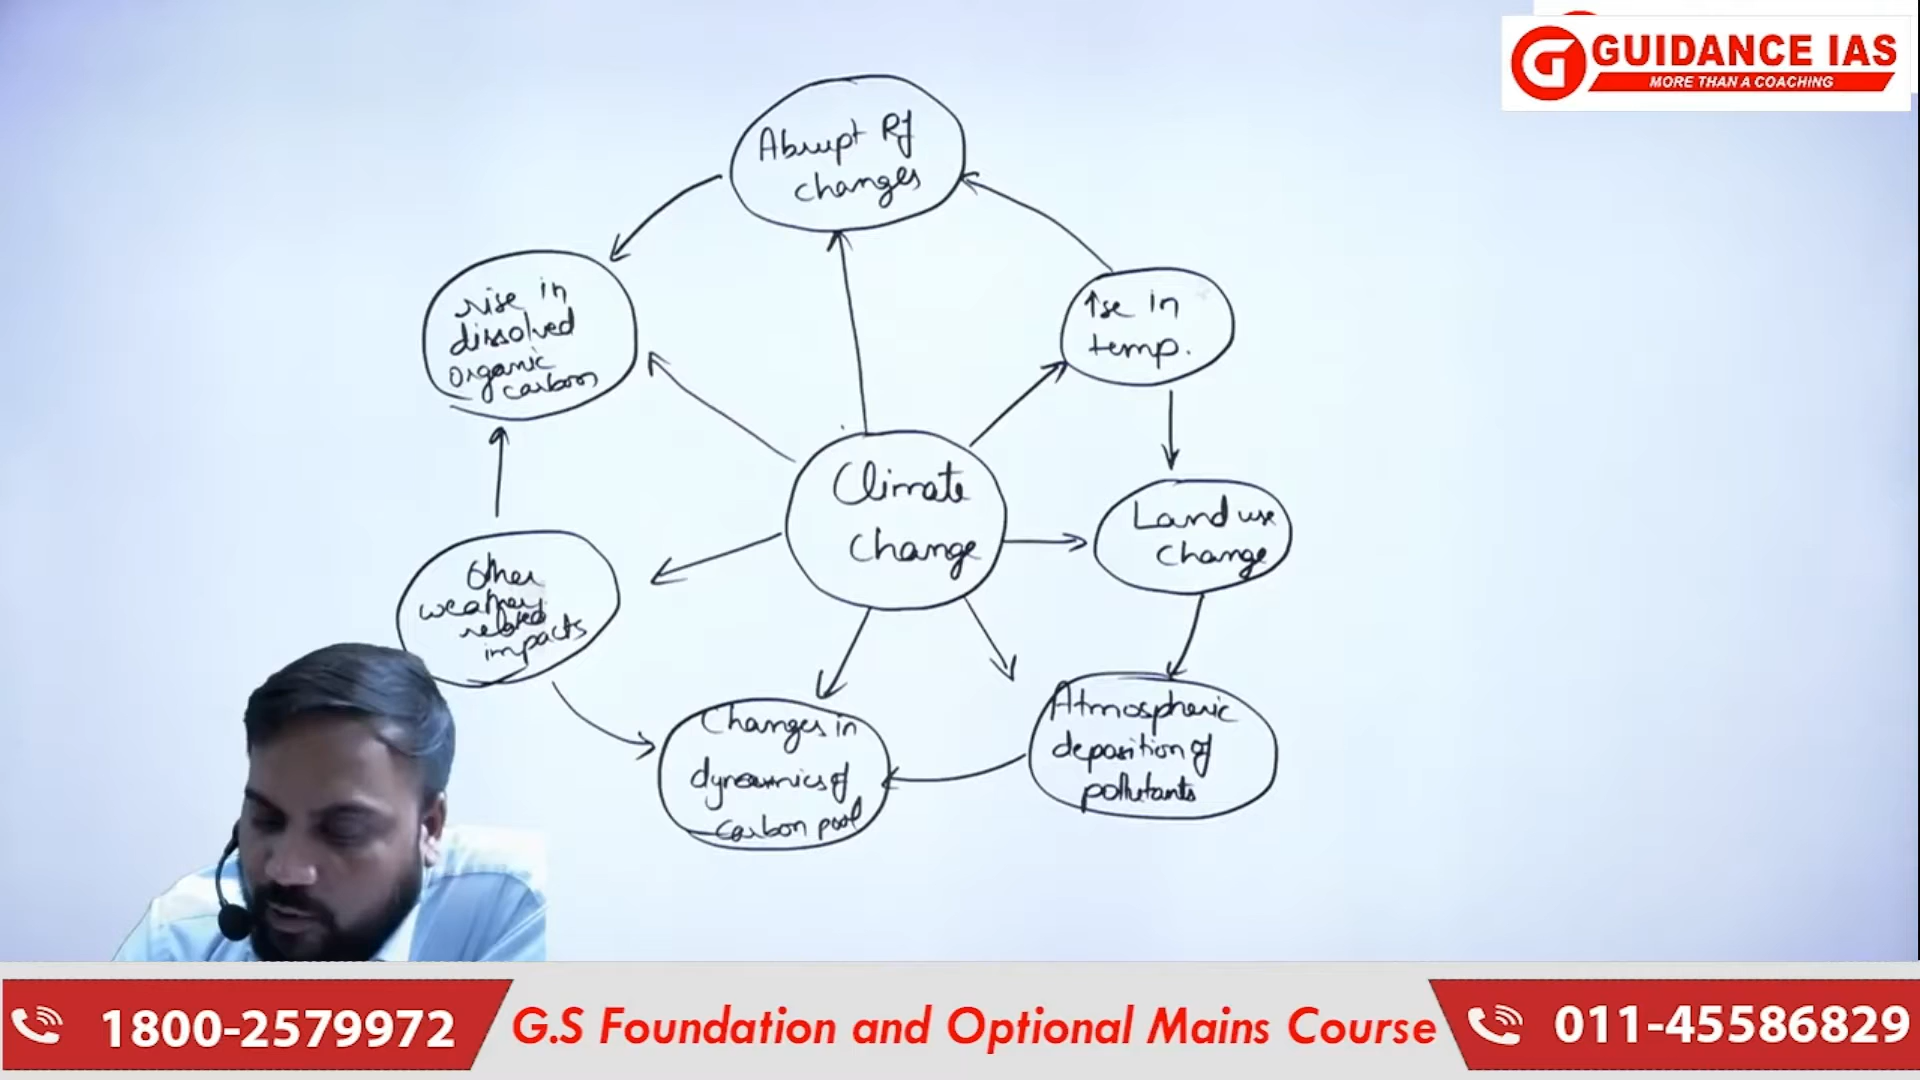 GUIDANCE IAS
MORE THAN A COACHING
Abrupt Rf
changes
rise in
dissolved
organic
carbon
↑se in
temp.
Climate
change
Land use
change
Other
weather
related
impacts
Changes in
dynamics of
carbon pool
Atmospheric
deposition of
pollutants
1800-2579972
G.S Foundation and Optional Mains Course
011-45586829